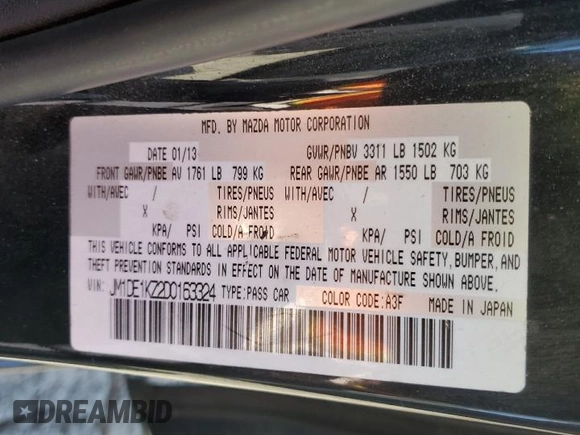 MFD. BY MAZDA MOTOR CORPORATION
DATE 01/13 GVWR/PNBV 3311 LB 1502 KG
FRONT GAWR/PNBE AV 1761 LB 799 KG REAR GAWR/PNBE AR 1550 LB 703 KG
WITH/AVEC / TIRES/PNEUS WITH/AVEC / TIRES/PNEUS
X RIMS/JANTES X RIMS/JANTES
KPA/ PSI COLD/A FROID KPA/ PSI COLD/A FROID
THIS VEHICLE CONFORMS TO ALL APPLICABLE FEDERAL MOTOR VEHICLE SAFETY, BUMPER, AND
THEFT PREVENTION STANDARDS IN EFFECT ON THE DATE OF MANUFACTURE SHOWN ABOVE.
VIN: JM1DE1KZ2D0163324 TYPE:PASS CAR COLOR CODE:A3F MADE IN JAPAN
DREAMBID